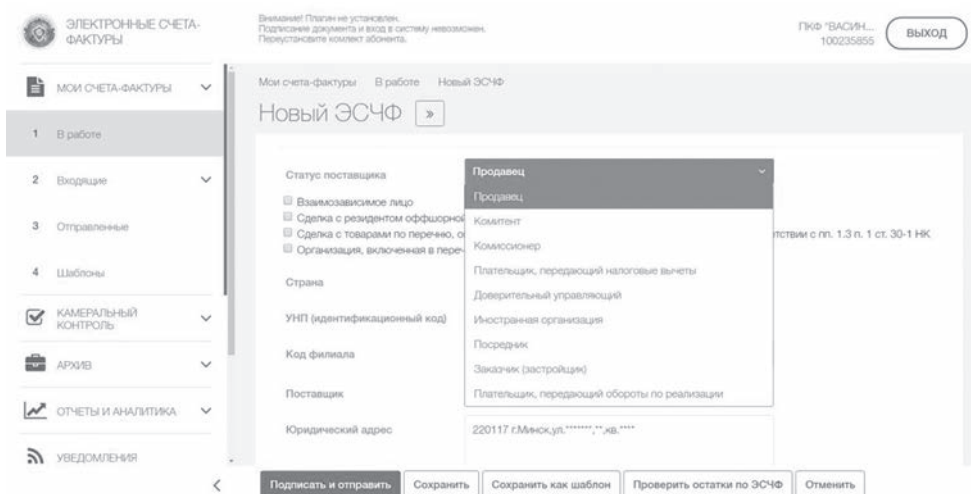 ЭЛЕКТРОННЫЕ СЧЕТА-
ФАКТУРЫ
Внимание! Плагин не установлен.
Подписание документа и вход в систему невозможен.
Переустановите комлект абонента.
ПКФ "ВАСИН...
100235855
ВЫХОД
МОИ СЧЕТА-ФАКТУРЫ
1 В работе
2 Входящие
3 Отправленные
4 Шаблоны
КАМЕРАЛЬНЫЙ
КОНТРОЛЬ
АРХИВ
ОТЧЕТЫ И АНАЛИТИКА
УВЕДОМЛЕНИЯ
Мои счета-фактуры В работе Новый ЭСЧФ
Новый ЭСЧФ »
Статус поставщика
Продавец
Взаимозависимое лицо
Сделка с резидентом оффшорной
Сделка с товарами по перечню, о
тствии с пп. 1.3 п. 1 ст. 30-1 НК
Организация, включенная в переч
Продавец
Комитент
Комиссионер
Плательщик, передающий налоговые вычеты
Доверительный управляющий
Иностранная организация
Посредник
Заказчик (застройщик)
Плательщик, передающий обороты по реализации
Страна
УНП (идентификационный код)
Код филиала
Поставщик
Юридический адрес
220117 г.Минск,ул.*******,**,кв.****
Подписать и отправить
Сохранить
Сохранить как шаблон
Проверить остатки по ЭСЧФ
Отменить